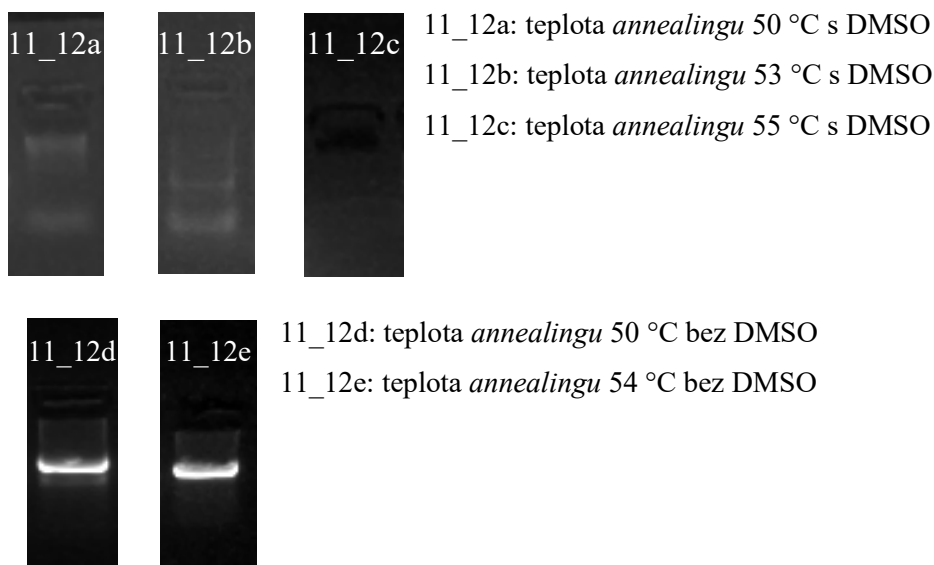 11_12a
11_12b
11_12c
11_12a: teplota annealingu 50 °C s DMSO
11_12b: teplota annealingu 53 °C s DMSO
11_12c: teplota annealingu 55 °C s DMSO
11_12d
11_12e
11_12d: teplota annealingu 50 °C bez DMSO
11_12e: teplota annealingu 54 °C bez DMSO